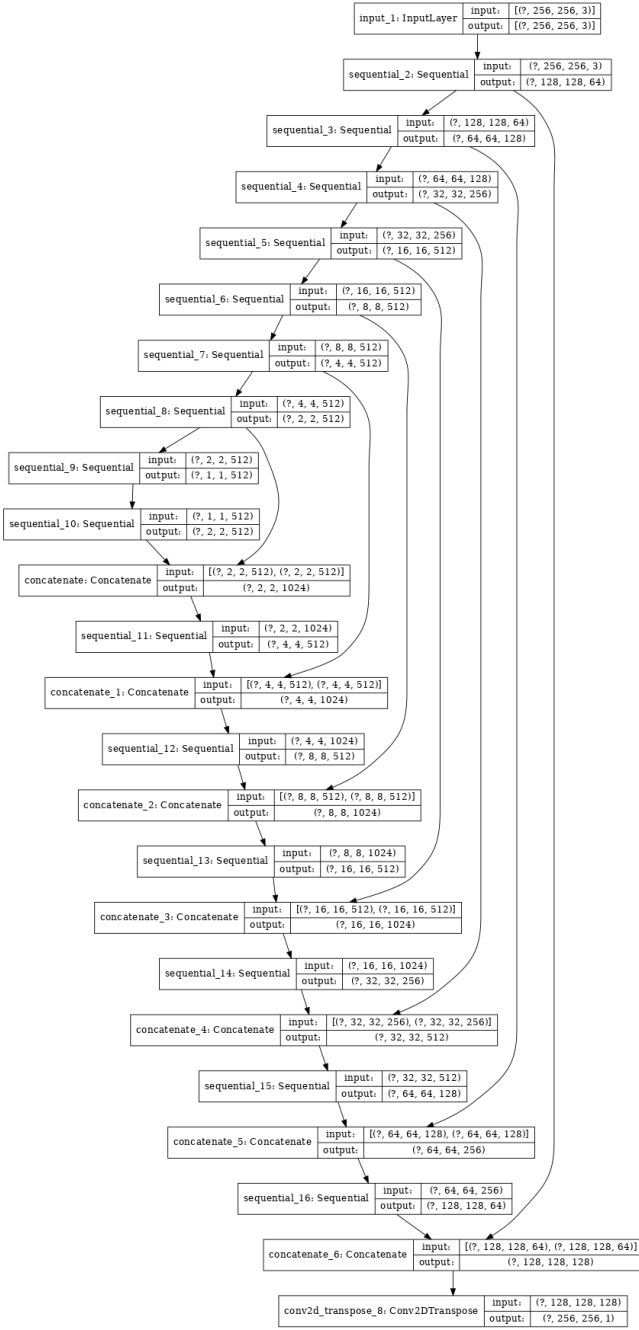 input_1: InputLayer
input: [(?, 256, 256, 3)]
output: [(?, 256, 256, 3)]
sequential_2: Sequential
input: (?, 256, 256, 3)
output: (?, 128, 128, 64)
sequential_3: Sequential
input: (?, 128, 128, 64)
output: (?, 64, 64, 128)
sequential_4: Sequential
input: (?, 64, 64, 128)
output: (?, 32, 32, 256)
sequential_5: Sequential
input: (?, 32, 32, 256)
output: (?, 16, 16, 512)
sequential_6: Sequential
input: (?, 16, 16, 512)
output: (?, 8, 8, 512)
sequential_7: Sequential
input: (?, 8, 8, 512)
output: (?, 4, 4, 512)
sequential_8: Sequential
input: (?, 4, 4, 512)
output: (?, 2, 2, 512)
sequential_9: Sequential
input: (?, 2, 2, 512)
output: (?, 1, 1, 512)
sequential_10: Sequential
input: (?, 1, 1, 512)
output: (?, 2, 2, 512)
concatenate: Concatenate
input: [(?, 2, 2, 512), (?, 2, 2, 512)]
output: (?, 2, 2, 1024)
sequential_11: Sequential
input: (?, 2, 2, 1024)
output: (?, 4, 4, 512)
concatenate_1: Concatenate
input: [(?, 4, 4, 512), (?, 4, 4, 512)]
output: (?, 4, 4, 1024)
sequential_12: Sequential
input: (?, 4, 4, 1024)
output: (?, 8, 8, 512)
concatenate_2: Concatenate
input: [(?, 8, 8, 512), (?, 8, 8, 512)]
output: (?, 8, 8, 1024)
sequential_13: Sequential
input: (?, 8, 8, 1024)
output: (?, 16, 16, 512)
concatenate_3: Concatenate
input: [(?, 16, 16, 512), (?, 16, 16, 512)]
output: (?, 16, 16, 1024)
sequential_14: Sequential
input: (?, 16, 16, 1024)
output: (?, 32, 32, 256)
concatenate_4: Concatenate
input: [(?, 32, 32, 256), (?, 32, 32, 256)]
output: (?, 32, 32, 512)
sequential_15: Sequential
input: (?, 32, 32, 512)
output: (?, 64, 64, 128)
concatenate_5: Concatenate
input: [(?, 64, 64, 128), (?, 64, 64, 128)]
output: (?, 64, 64, 256)
sequential_16: Sequential
input: (?, 64, 64, 256)
output: (?, 128, 128, 64)
concatenate_6: Concatenate
input: [(?, 128, 128, 64), (?, 128, 128, 64)]
output: (?, 128, 128, 128)
conv2d_transpose_8: Conv2DTranspose
input: (?, 128, 128, 128)
output: (?, 256, 256, 1)